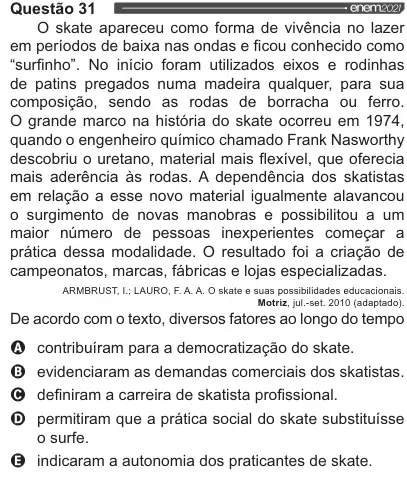 Questão 31 enem2021
O skate apareceu como forma de vivência no lazer
em períodos de baixa nas ondas e ficou conhecido como
“surfinho”. No início foram utilizados eixos e rodinhas
de patins pregados numa madeira qualquer, para sua
composição, sendo as rodas de borracha ou ferro.
O grande marco na história do skate ocorreu em 1974,
quando o engenheiro químico chamado Frank Nasworthy
descobriu o uretano, material mais flexível, que oferecia
mais aderência às rodas. A dependência dos skatistas
em relação a esse novo material igualmente alavancou
o surgimento de novas manobras e possibilitou a um
maior número de pessoas inexperientes começar a
prática dessa modalidade. O resultado foi a criação de
campeonatos, marcas, fábricas e lojas especializadas.
ARMBRUST, I.; LAURO, F. A. A. O skate e suas possibilidades educacionais.
Motriz, jul.-set. 2010 (adaptado).
De acordo com o texto, diversos fatores ao longo do tempo
A contribuíram para a democratização do skate.
B evidenciaram as demandas comerciais dos skatistas.
C definiram a carreira de skatista profissional.
D permitiram que a prática social do skate substituísse
o surfe.
E indicaram a autonomia dos praticantes de skate.